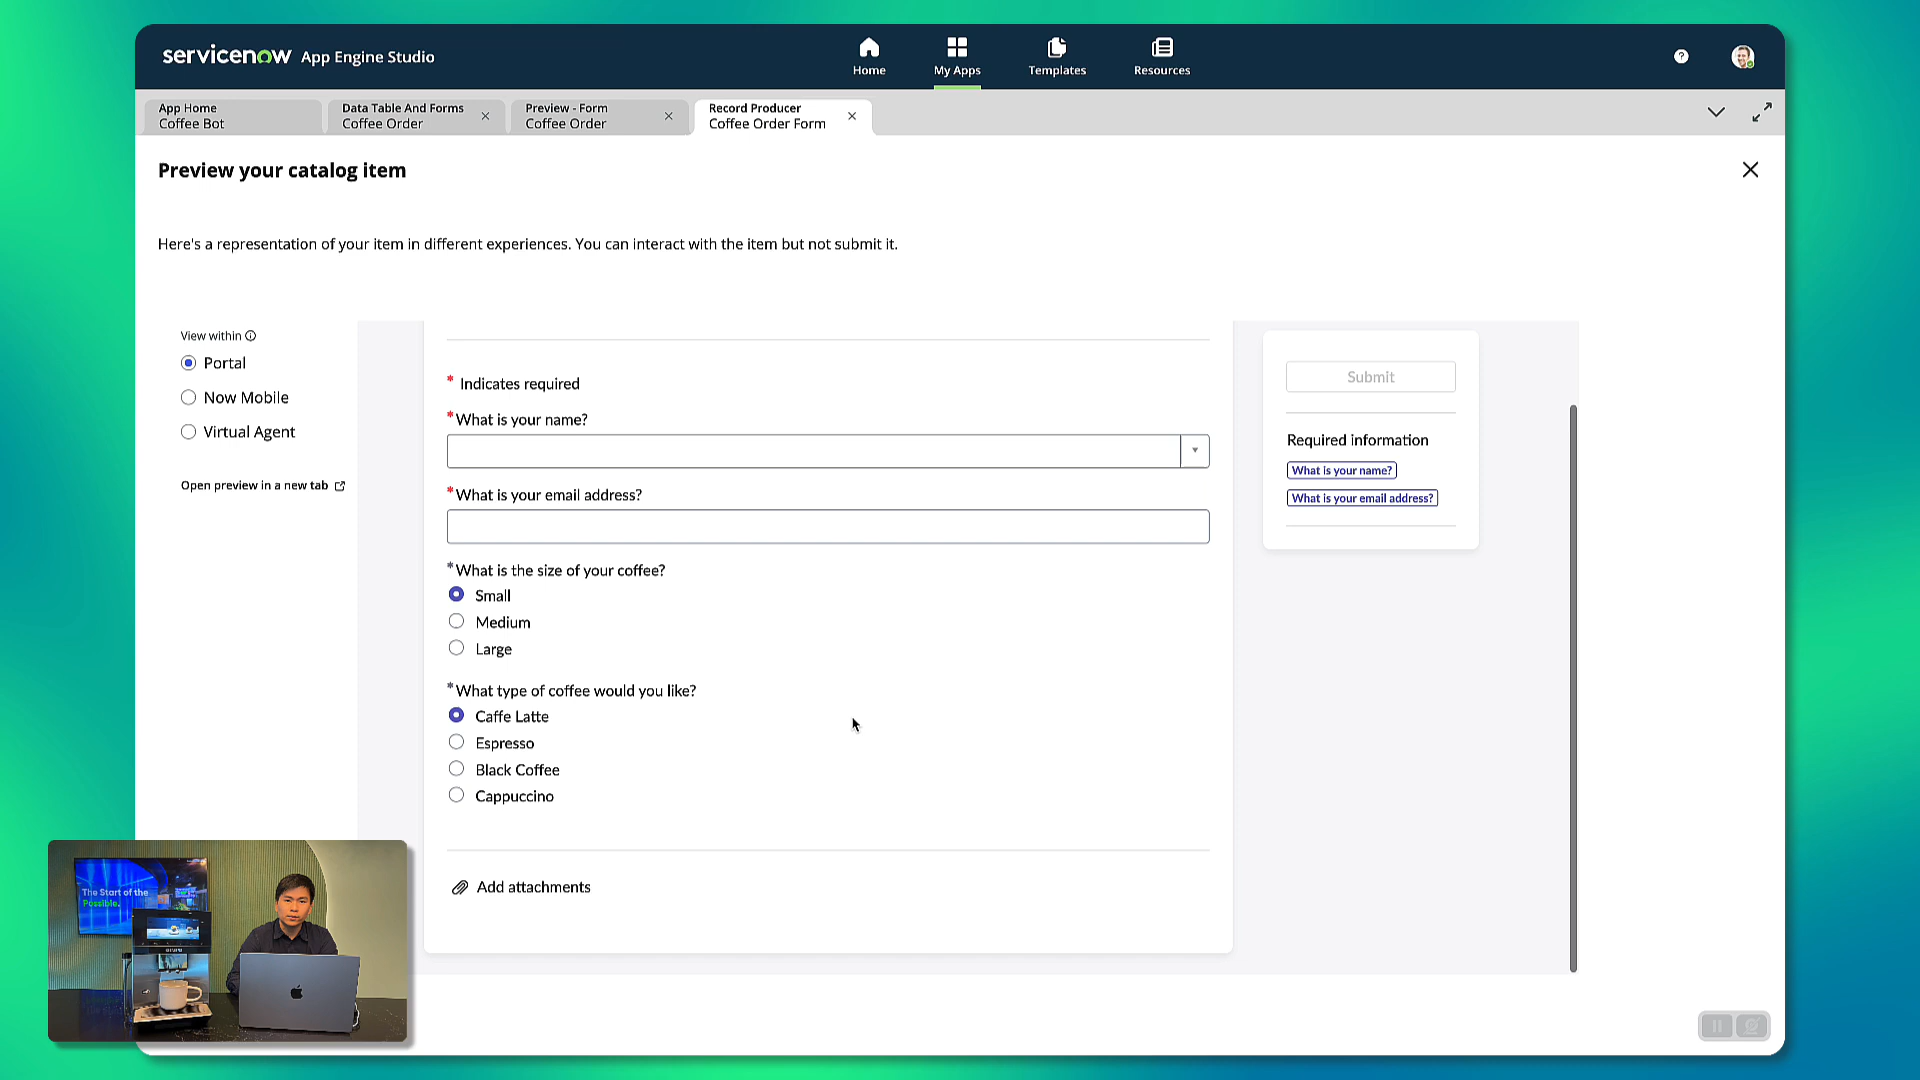 servicenow App Engine Studio
Home
My Apps
Templates
Resources
App Home
Coffee Bot
Data Table And Forms
Coffee Order
Preview - Form
Coffee Order
Record Producer
Coffee Order Form
Preview your catalog item
Here's a representation of your item in different experiences. You can interact with the item but not submit it.
View within
Portal
Now Mobile
Virtual Agent
Open preview in a new tab
* Indicates required
*What is your name?
*What is your email address?
*What is the size of your coffee?
Small
Medium
Large
*What type of coffee would you like?
Caffe Latte
Espresso
Black Coffee
Cappuccino
Add attachments
Submit
Required information
What is your name?
What is your email address?
The Start of the
Possible.